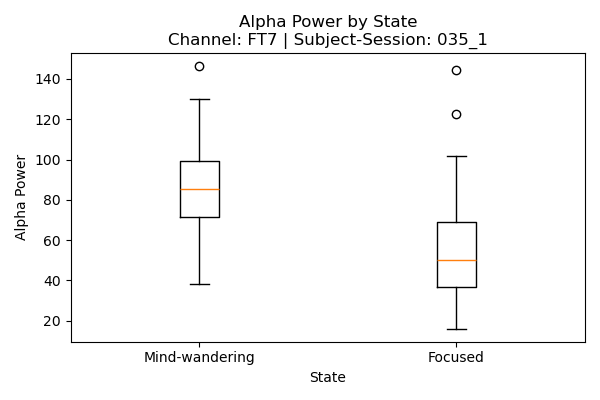 Alpha Power by State
Channel: FT7 | Subject-Session: 035_1
Alpha Power
140
120
100
80
60
40
20
Mind-wandering
Focused
State